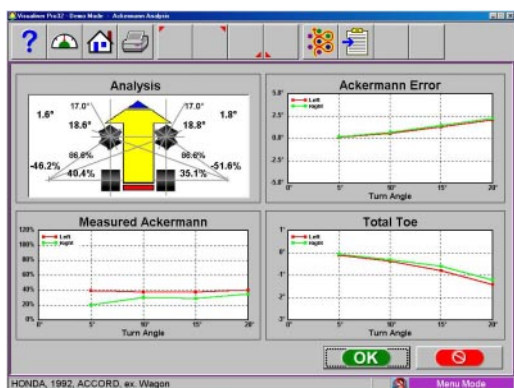 Visualiner Pro32 - Demo Mode - Ackermann Analysis
?
Analysis
17.0° 17.0°
1.6° 1.8°
18.6° 18.8°
86.6% 86.6%
-46.2% -51.6%
40.4% 35.1%
Ackermann Error
5.0°
Left
Right
2.5°
0.0°
-2.5°
-5.0°
0° 5° 10° 15° 20°
Turn Angle
Measured Ackermann
120%
Left
100%
Right
80%
60%
40%
20%
0%
0° 5° 10° 15° 20°
Turn Angle
Total Toe
1°
Left
Right
0°
-1°
-2°
-3°
0° 5° 10° 15° 20°
Turn Angle
OK
HONDA, 1992, ACCORD, ex. Wagon
Menu Mode